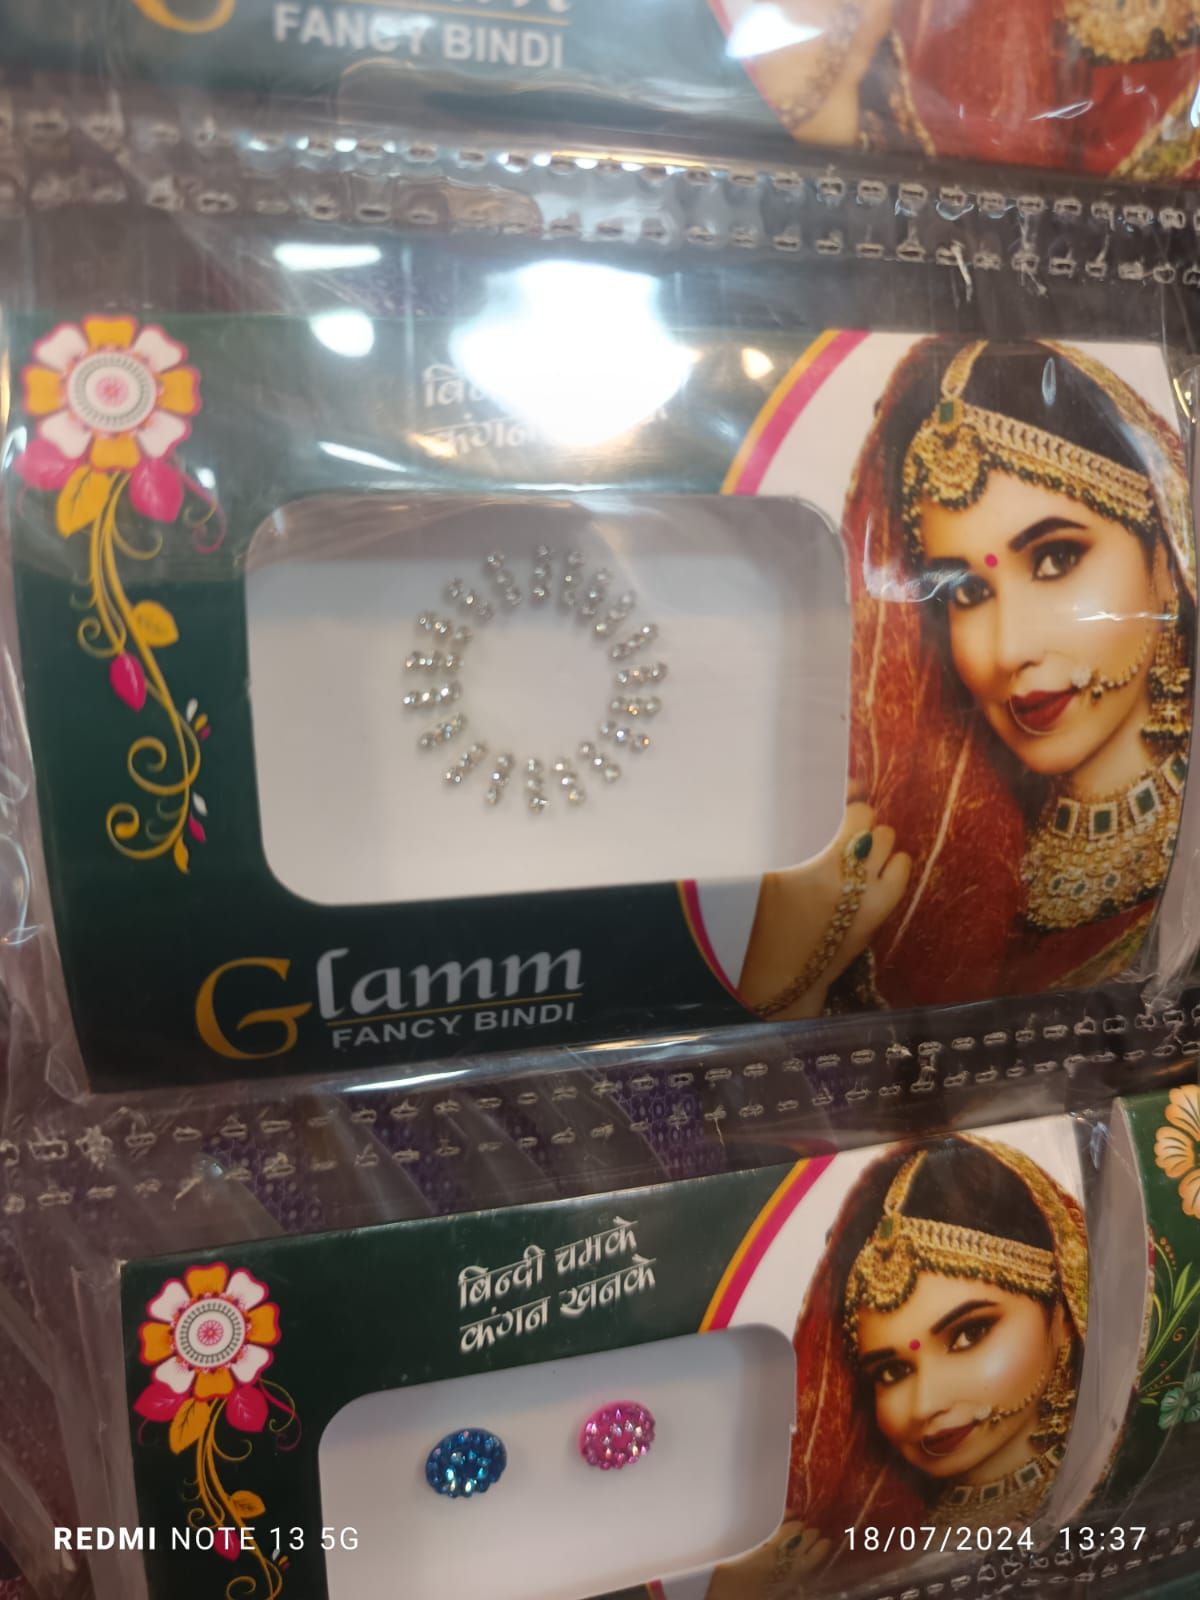 FANCY BINDI
Glamm
FANCY BINDI
बिन्दी चमके
कंगन खनके
REDMI NOTE 13 5G
18/07/2024 13:37